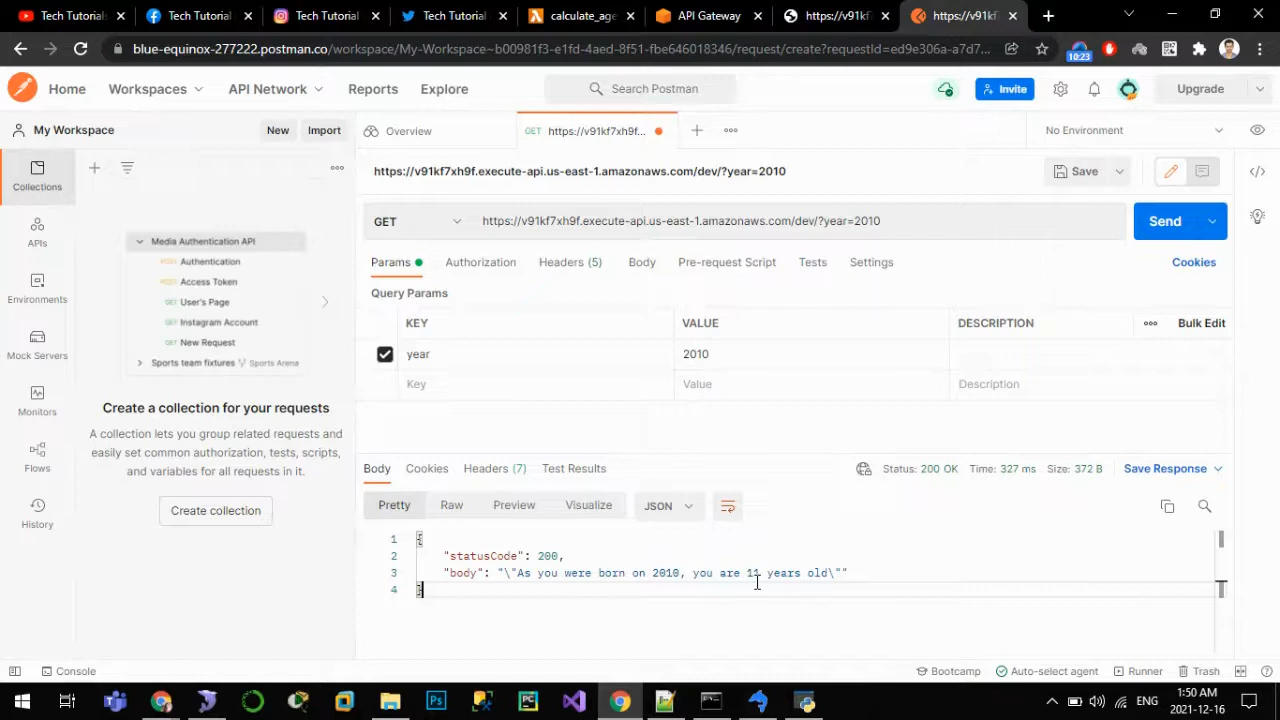 Tech Tutorial
Tech Tutorial
Tech Tutorial
Tech Tutorial
calculate_age
API Gateway
https://v91kf
https://v91kf
blue-equinox-277222.postman.co/workspace/My-Workspace~b00981f3-e1fd-4aed-8f51-fbe646018346/request/create?requestId=ed9e306a-a7d7...
10:23
Home
Workspaces
API Network
Reports
Explore
Search Postman
Invite
Upgrade
My Workspace
New
Import
Overview
GET https://v91kf7xh9f...
No Environment
Collections
APIs
Environments
Mock Servers
Monitors
Flows
History
Media Authentication API
POST Authentication
POST Access Token
GET User's Page
GET Instagram Account
GET New Request
Sports team fixtures Sports Arena
Create a collection for your requests
A collection lets you group related requests and
easily set common authorization, tests, scripts,
and variables for all requests in it.
Create collection
https://v91kf7xh9f.execute-api.us-east-1.amazonaws.com/dev/?year=2010
Save
GET
https://v91kf7xh9f.execute-api.us-east-1.amazonaws.com/dev/?year=2010
Send
Params
Authorization
Headers (5)
Body
Pre-request Script
Tests
Settings
Cookies
Query Params
KEY
VALUE
DESCRIPTION
Bulk Edit
year
2010
Key
Value
Description
Body
Cookies
Headers (7)
Test Results
Status: 200 OK
Time: 327 ms
Size: 372 B
Save Response
Pretty
Raw
Preview
Visualize
JSON
1 {
2 "statusCode": 200,
3 "body": "\"As you were born on 2010, you are 11 years old\""
4 }
Console
Bootcamp
Auto-select agent
Runner
Trash
Ps
PC
ENG
1:50 AM
2021-12-16